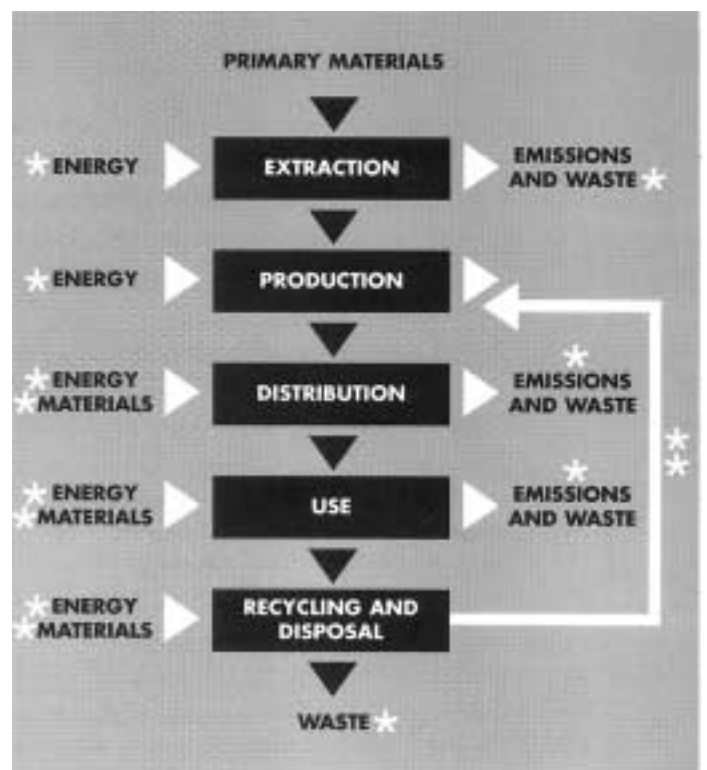 PRIMARY MATERIALS
* ENERGY
EXTRACTION
EMISSIONS
AND WASTE *
* ENERGY
PRODUCTION
* ENERGY
* MATERIALS
DISTRIBUTION
*
EMISSIONS
AND WASTE
* ENERGY
* MATERIALS
USE
*
EMISSIONS
AND WASTE
*
*
* ENERGY
* MATERIALS
RECYCLING AND
DISPOSAL
WASTE *